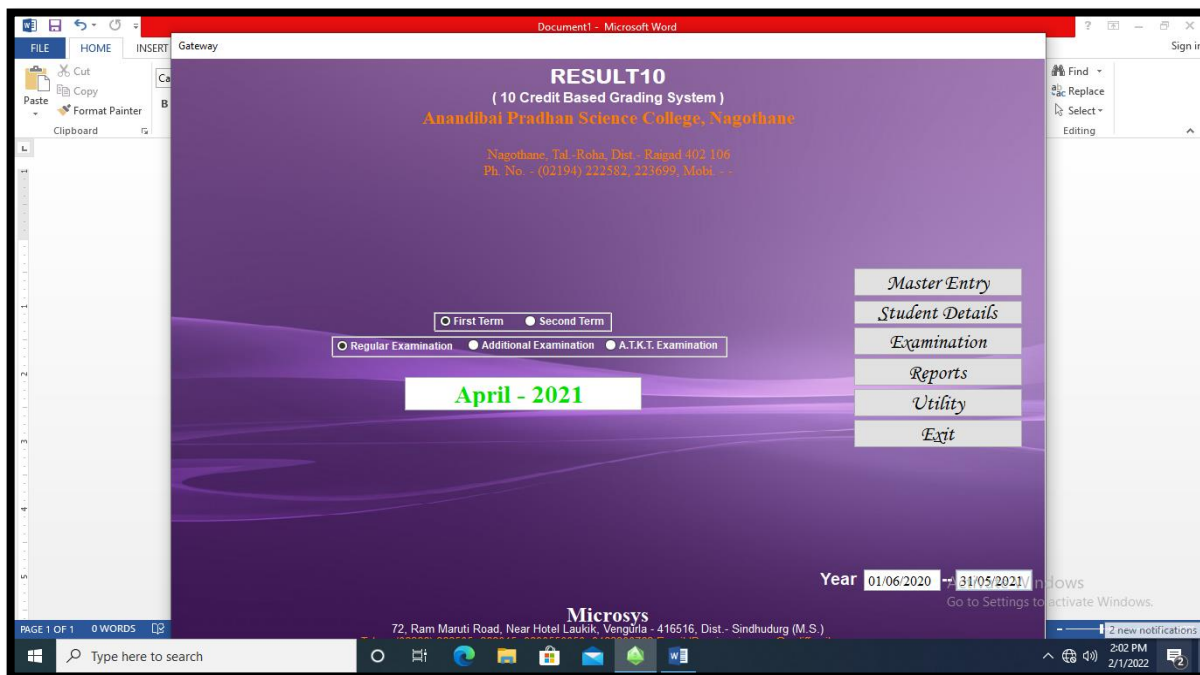 Document1 - Microsoft Word
FILE HOME INSERT
Sign in
Gateway
Cut
Copy
Format Painter
Paste
Clipboard
Ca
B
Find
Replace
Select
Editing
RESULT10
( 10 Credit Based Grading System )
Anandibai Pradhan Science College, Nagothane
Nagothane, Tal.-Roha, Dist.- Raigad 402 106
Ph. No. - (02194) 222582, 223699, Mobi. - -
Master Entry
Student Details
Examination
Reports
Utility
Exit
First Term Second Term
Regular Examination Additional Examination A.T.K.T. Examination
April - 2021
Year 01/06/2020 -- 31/05/2021
Activate Windows
Go to Settings to activate Windows.
Microsys
72, Ram Maruti Road, Near Hotel Laukik, Vengurla - 416516, Dist.- Sindhudurg (M.S.)
PAGE 1 OF 1 0 WORDS
2 new notifications
Type here to search
2:02 PM
2/1/2022
2